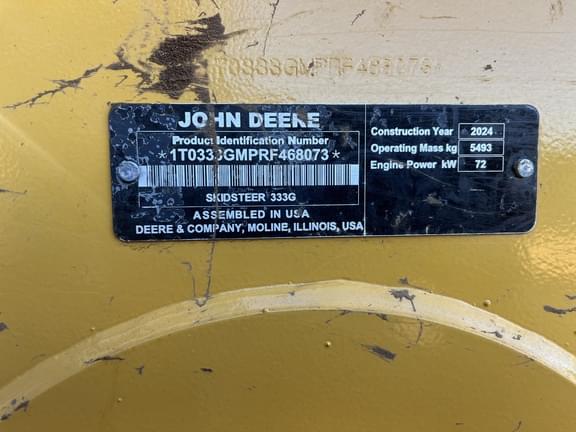 1T0333GMPRF468073
JOHN DEERE
Product Identification Number
*1T0333GMPRF468073*
SKIDSTEER 333G
ASSEMBLED IN USA
DEERE & COMPANY, MOLINE, ILLINOIS, USA
Construction Year 2024
Operating Mass kg 5493
Engine Power kW 72